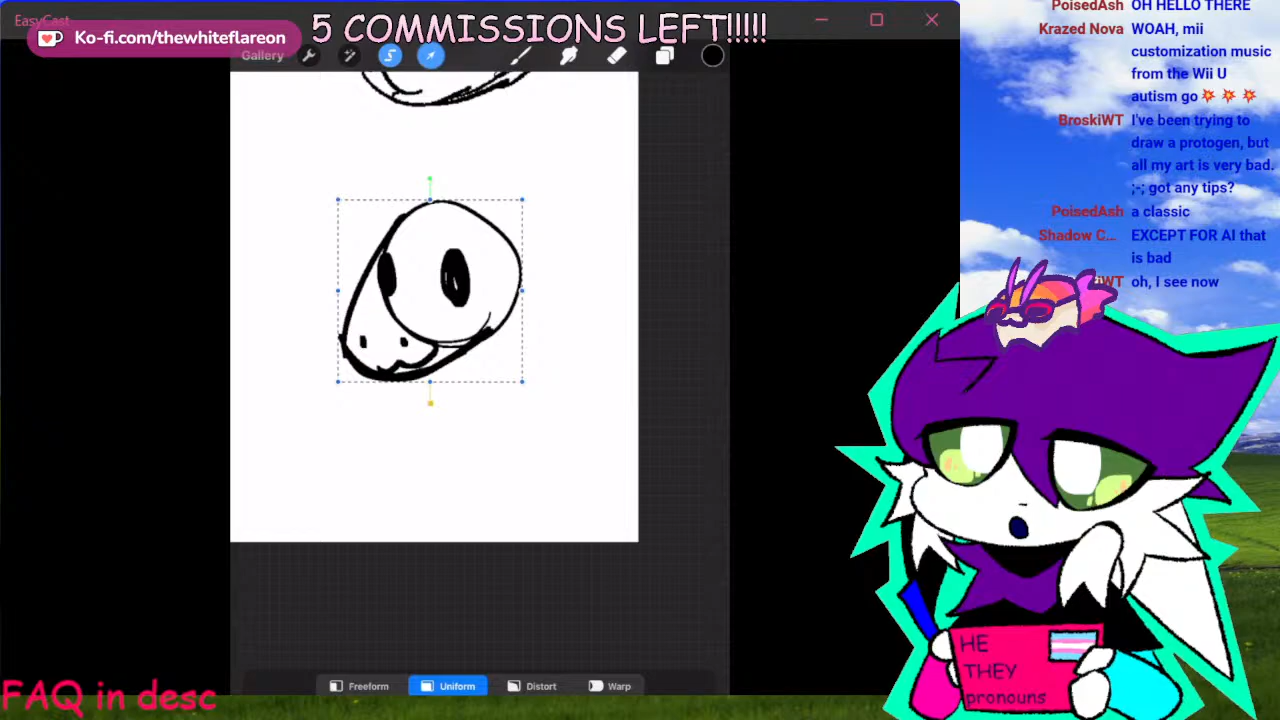 EasyCast
Ko-fi.com/thewhiteflareon
5 COMMISSIONS LEFT!!!!!
Gallery
S
PoisedAsh OH HELLO THERE
Krazed Nova WOAH, mii
customization music
from the Wii U
autism go💥 💥 💥
BroskiWT I've been trying to
draw a protogen, but
all my art is very bad.
;-; got any tips?
PoisedAsh a classic
Shadow C... EXCEPT FOR AI that
is bad
iWT oh, I see now
HE
THEY
pronouns
Freeform
Uniform
Distort
Warp
FAQ in desc